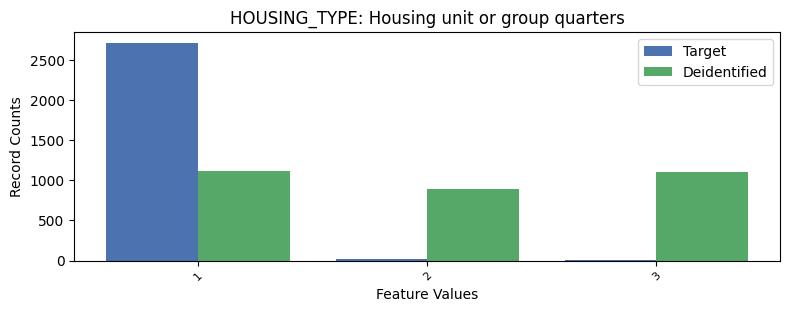 HOUSING_TYPE: Housing unit or group quarters
Target
Deidentified
Record Counts
2500
2000
1500
1000
500
0
1
2
3
Feature Values